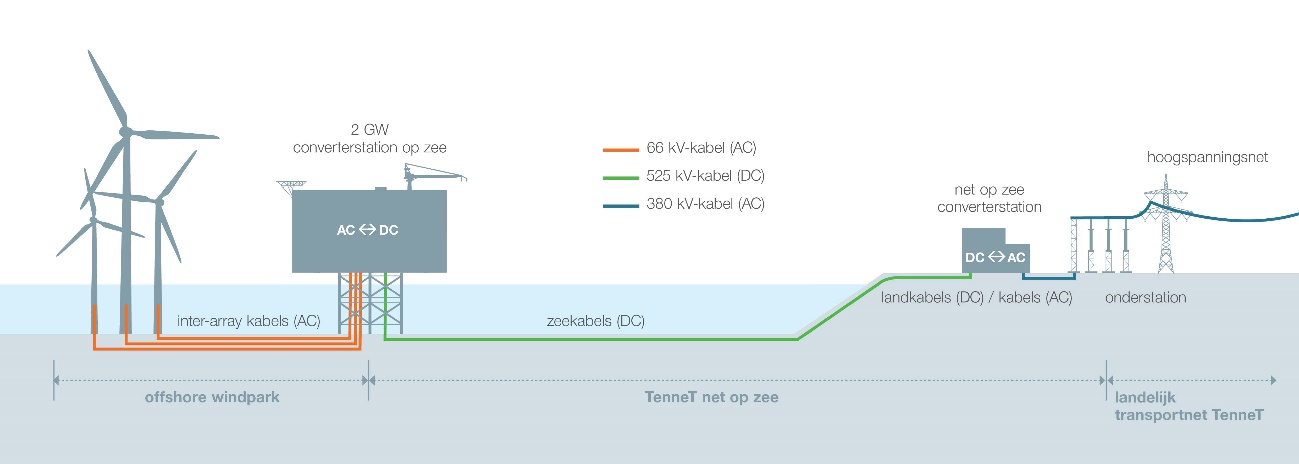 2 GW
converterstation op zee
66 kV-kabel (AC)
525 kV-kabel (DC)
380 kV-kabel (AC)
hoogspanningsnet
net op zee
converterstation
AC ↔ DC
DC ↔ AC
inter-array kabels (AC)
zeekabels (DC)
landkabels (DC) / kabels (AC)
onderstation
offshore windpark
TenneT net op zee
landelijk
transportnet TenneT